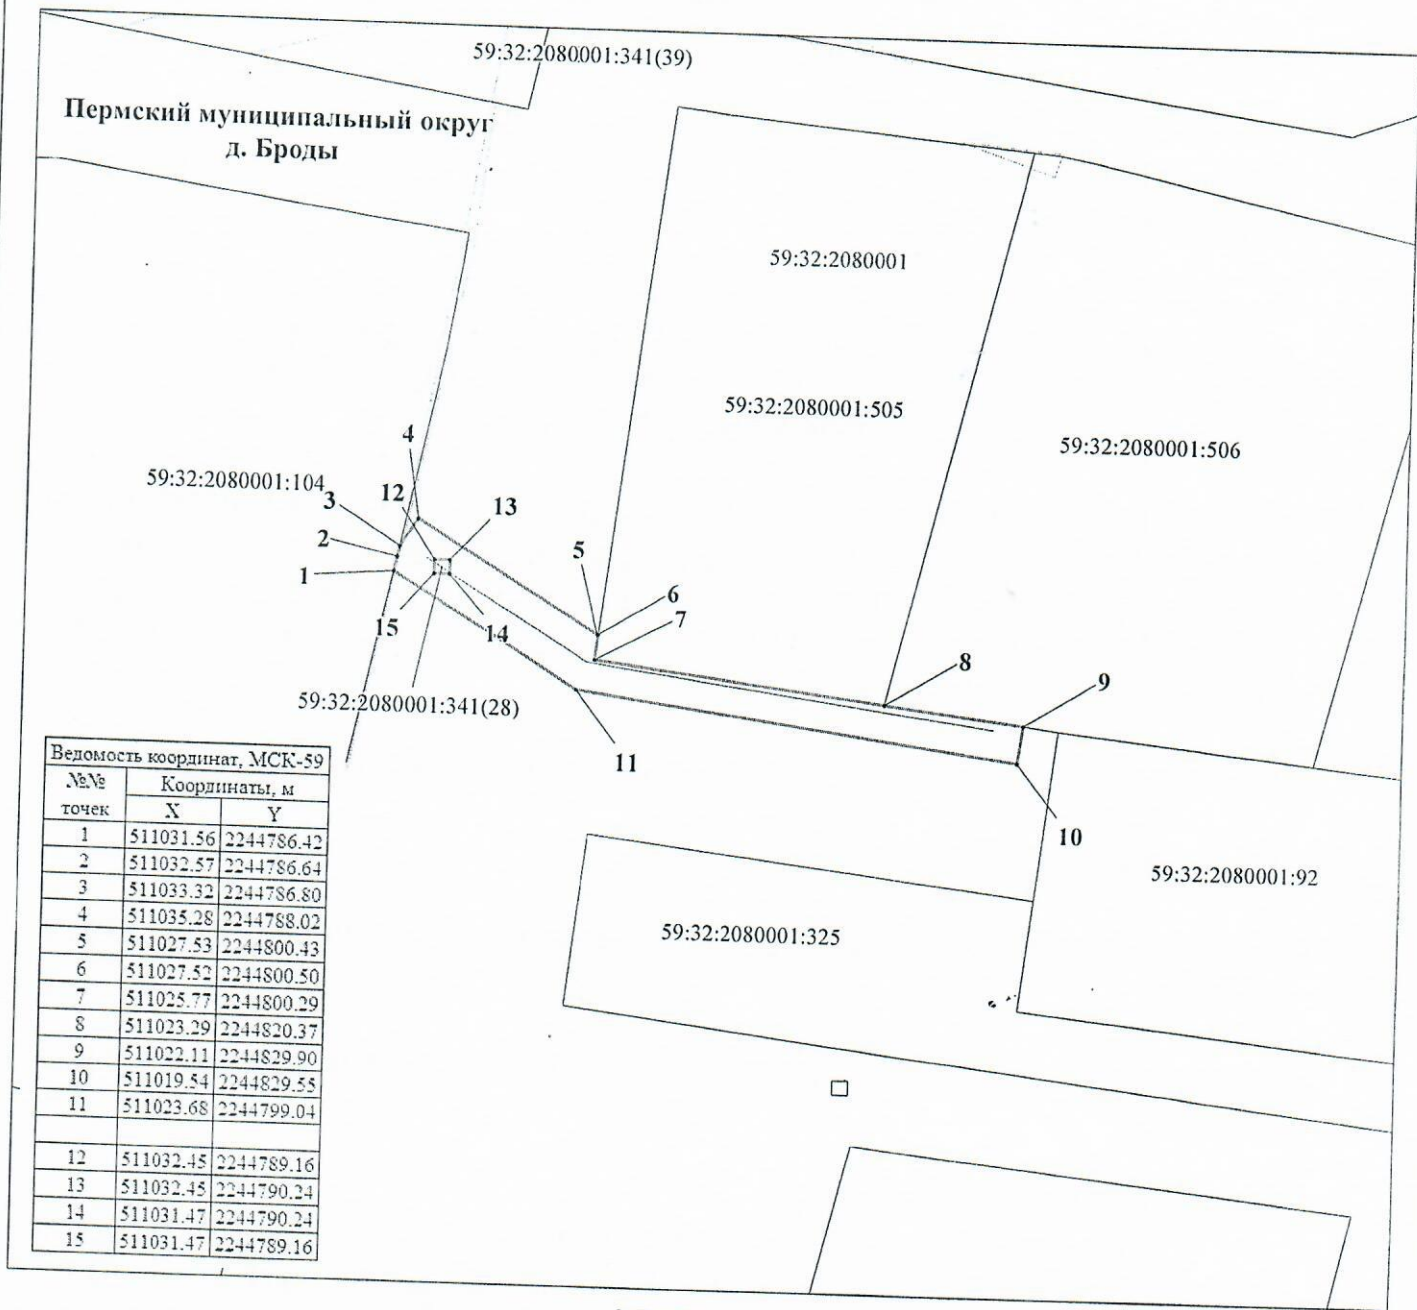 59:32:2080001:341(39)
Пермский муниципальный округ
д. Броды
59:32:2080001
59:32:2080001:505
59:32:2080001:506
59:32:2080001:104
4
3
12
13
2
1
5
6
7
15
14
8
9
59:32:2080001:341(28)
11
10
59:32:2080001:92
59:32:2080001:325
Ведомость координат, МСК-59
№№ точек Координаты, м
X Y
1 511031.56 2244786.42
2 511032.57 2244786.64
3 511033.32 2244786.80
4 511035.28 2244788.02
5 511027.53 2244800.43
6 511027.52 2244800.50
7 511025.77 2244800.29
8 511023.29 2244820.37
9 511022.11 2244829.90
10 511019.54 2244829.55
11 511023.68 2244799.04
12 511032.45 2244789.16
13 511032.45 2244790.24
14 511031.47 2244790.24
15 511031.47 2244789.16